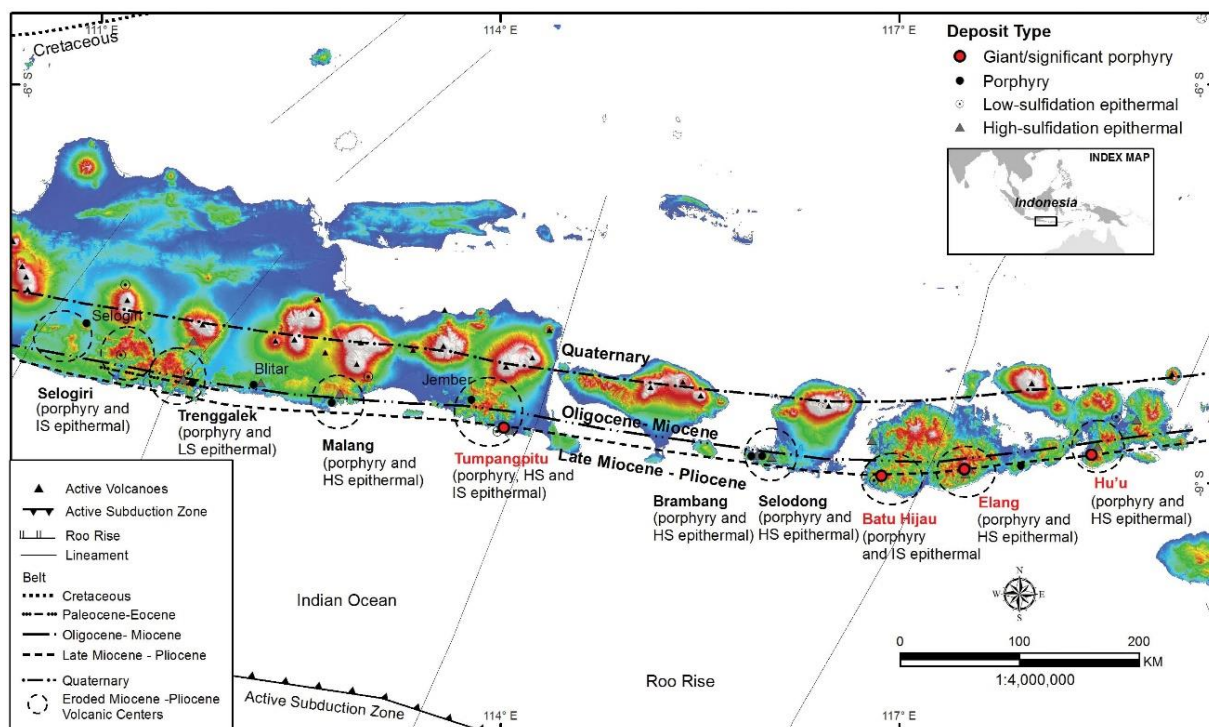 111° E
114° E
117° E
Cretaceous
-6° S
-6° S
Deposit Type
Giant/significant porphyry
Porphyry
Low-sulfidation epithermal
High-sulfidation epithermal
INDEX MAP
Indonesia
Selogiri
Blitar
Jember
Quaternary
Oligocene- Miocene
Late Miocene - Pliocene
Selogiri
(porphyry and
IS epithermal)
Trenggalek
(porphyry and
LS epithermal)
Malang
(porphyry and
HS epithermal)
Tumpangpitu
(porphyry, HS and
IS epithermal)
Brambang
(porphyry and
HS epithermal)
Selodong
(porphyry and
HS epithermal)
Batu Hijau
(porphyry
and IS epithermal
Elang
(porphyry and
HS epithermal)
Hu'u
(porphyry and
HS epithermal)
-9° S
Active Volcanoes
Active Subduction Zone
Roo Rise
Lineament
Belt
Cretaceous
Paleocene-Eocene
Oligocene- Miocene
Late Miocene - Pliocene
Quaternary
Eroded Miocene -Pliocene
Volcanic Centers
Indian Ocean
Active Subduction Zone
Roo Rise
N
W
E
S
0
100
200
KM
1:4,000,000
114° E
117° E